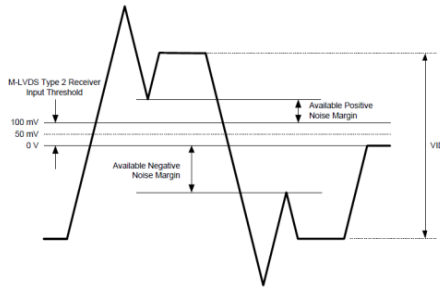 M-LVDS Type 2 Receiver
Input Threshold
100 mV
50 mV
0 V
Available Positive
Noise Margin
Available Negative
Noise Margin